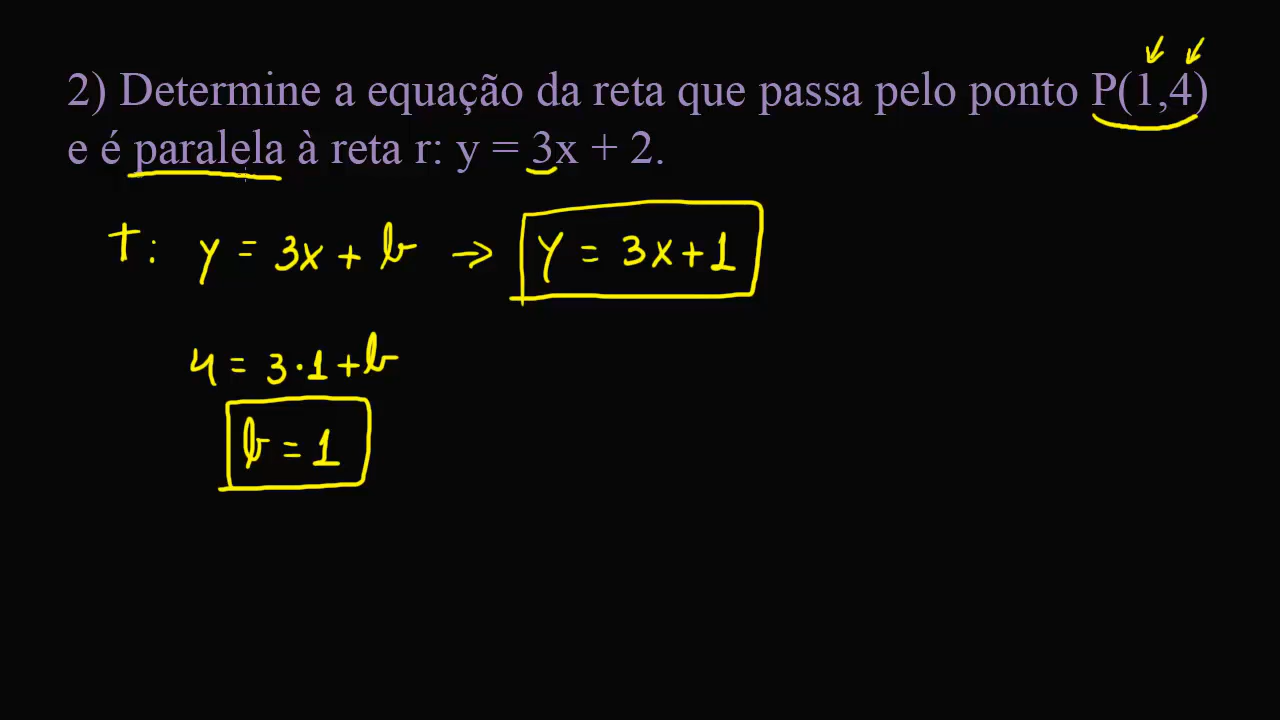 2) Determine a equação da reta que passa pelo ponto P(1,4)
e é paralela à reta r: y = 3x + 2.
t: y = 3x + b → y = 3x+1
4 = 3·1+b
b = 1